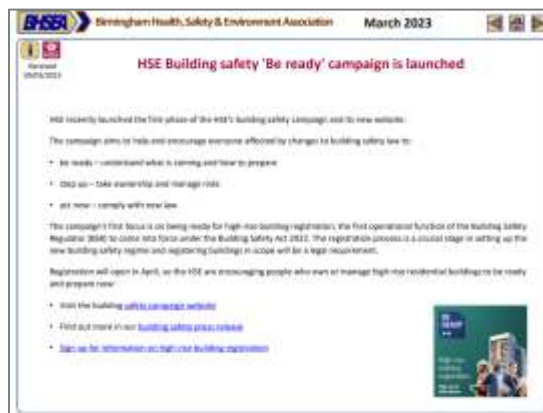 BHSEA Birmingham Health, Safety & Environment Association March 2023
HSE Building safety 'Be ready' campaign is launched
HSE recently launched the first phase of the HSE's building safety campaign and its new website.
The campaign aims to help and encourage everyone affected by changes to building safety law to:
• be ready – understand what is coming and how to prepare
• step up – take ownership and manage risks
• act now – comply with new law
The campaign's first focus is on being ready for high-rise building registration, the first operational function of the Building Safety
Regulator (BSR) to come into force under the Building Safety Act 2022. The registration process is a crucial stage in setting up the
new building safety regime and registering buildings in scope will be a legal requirement.
Registration will open in April, so the HSE are encouraging people who own or manage high-rise residential buildings to be ready
and prepare now:
• Visit the building safety campaign website
• Find out more in our building safety press release
• Sign up for information on high-rise building registration
BE
READY
high-rise
building
registration